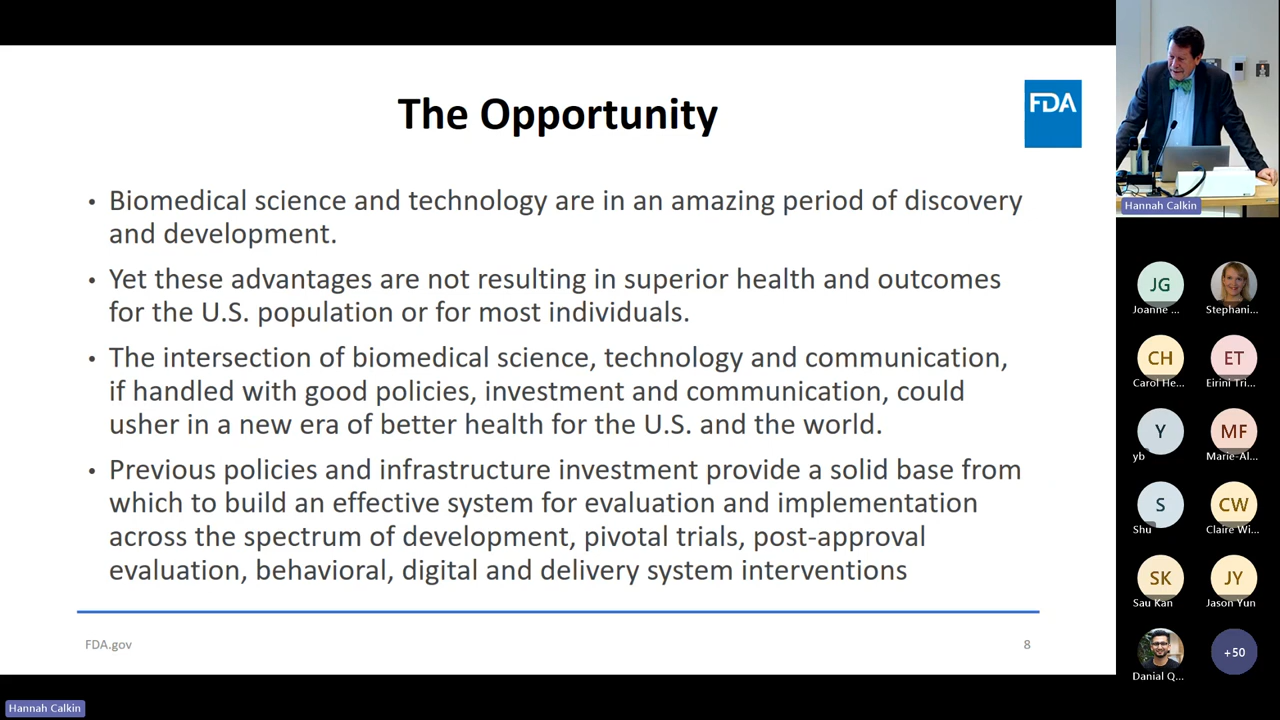 The Opportunity
FDA
• Biomedical science and technology are in an amazing period of discovery
and development.
• Yet these advantages are not resulting in superior health and outcomes
for the U.S. population or for most individuals.
• The intersection of biomedical science, technology and communication,
if handled with good policies, investment and communication, could
usher in a new era of better health for the U.S. and the world.
• Previous policies and infrastructure investment provide a solid base from
which to build an effective system for evaluation and implementation
across the spectrum of development, pivotal trials, post-approval
evaluation, behavioral, digital and delivery system interventions
FDA.gov
8
Hannah Calkin
Hannah Calkin
JG
Joanne ...
Stephani...
CH
Carol He...
ET
Eirini Tri...
Y
yb
MF
Marie-Al...
S
Shu
CW
Claire Wi...
SK
Sau Kan
JY
Jason Yun
Danial Q...
+50